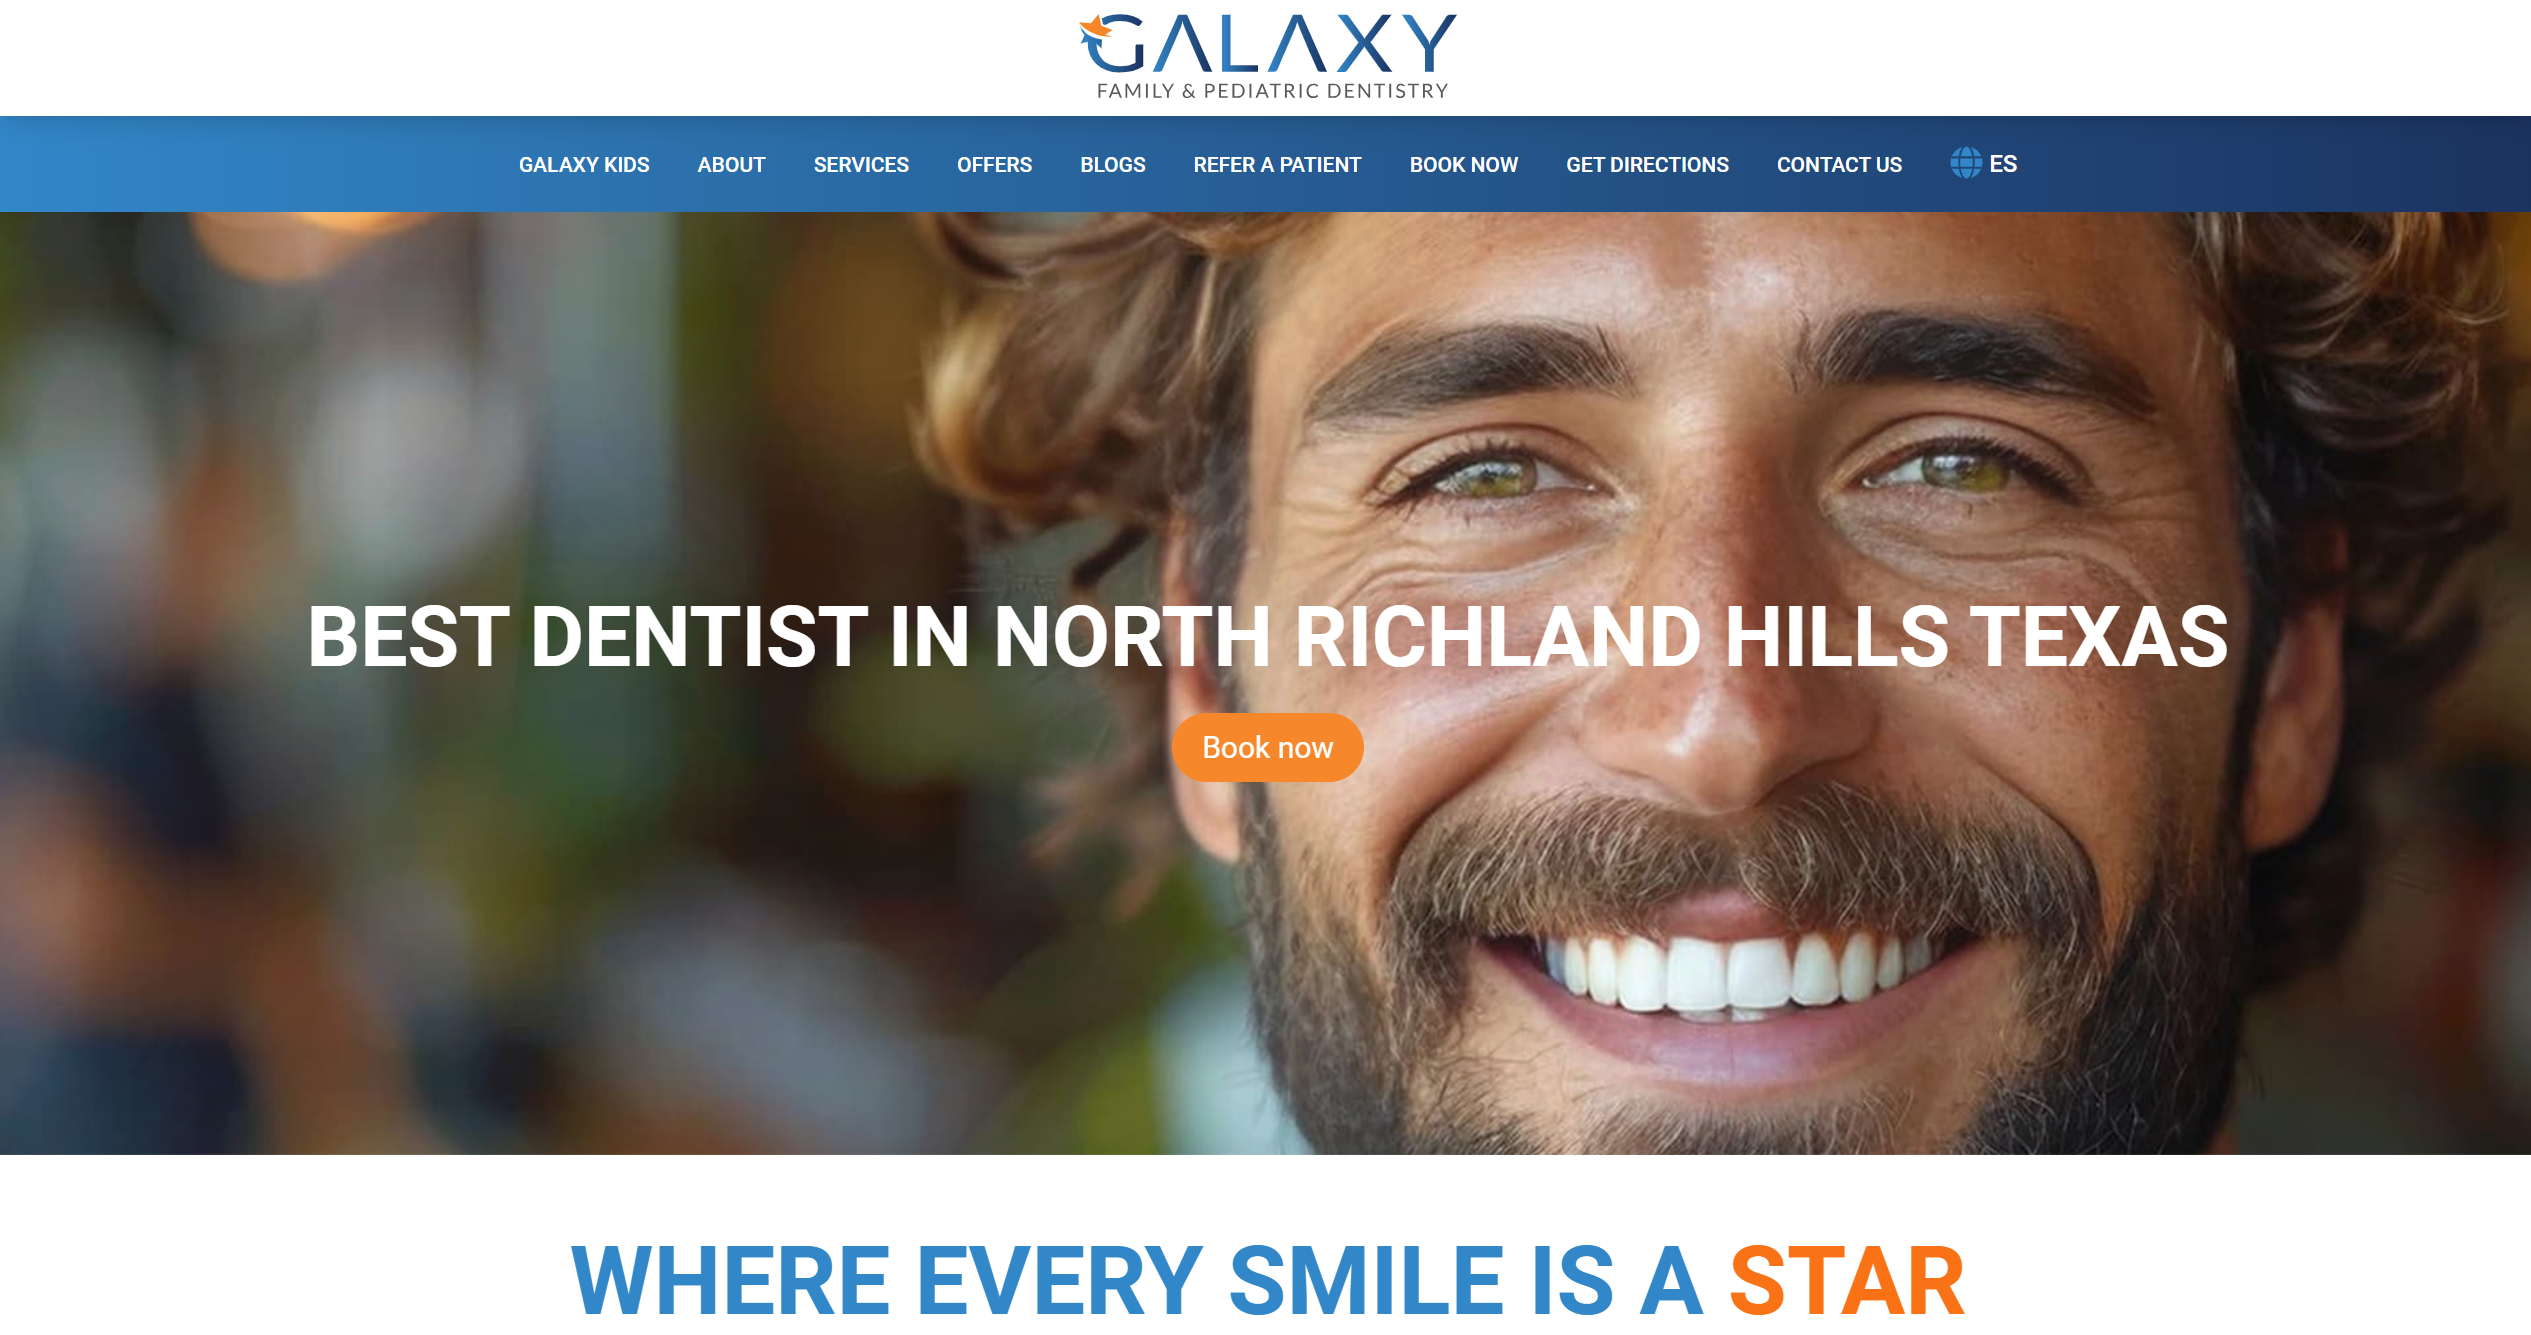 GALAXY
FAMILY & PEDIATRIC DENTISTRY
GALAXY KIDS ABOUT SERVICES OFFERS BLOGS REFER A PATIENT BOOK NOW GET DIRECTIONS CONTACT US ES
BEST DENTIST IN NORTH RICHLAND HILLS TEXAS
Book now
WHERE EVERY SMILE IS A STAR